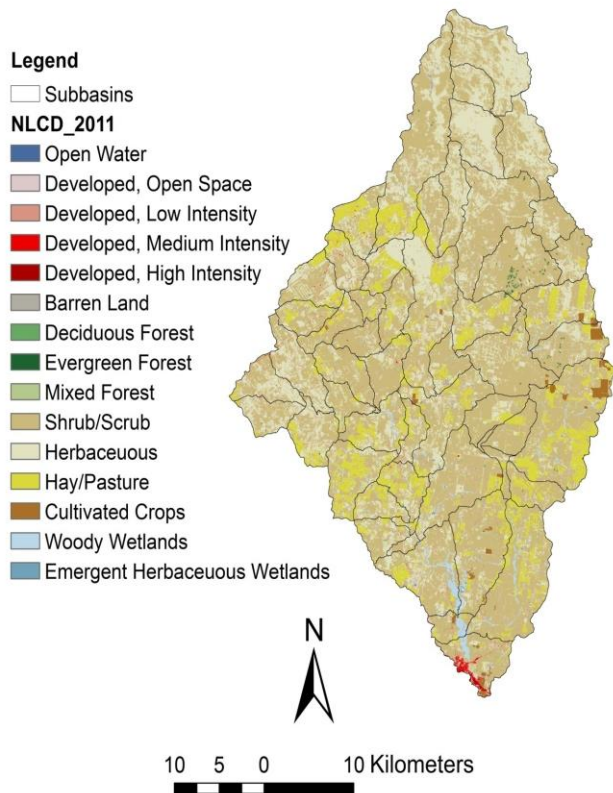 Legend
Subbasins
NLCD_2011
Open Water
Developed, Open Space
Developed, Low Intensity
Developed, Medium Intensity
Developed, High Intensity
Barren Land
Deciduous Forest
Evergreen Forest
Mixed Forest
Shrub/Scrub
Herbaceuous
Hay/Pasture
Cultivated Crops
Woody Wetlands
Emergent Herbaceuous Wetlands
N
10 5 0 10 Kilometers